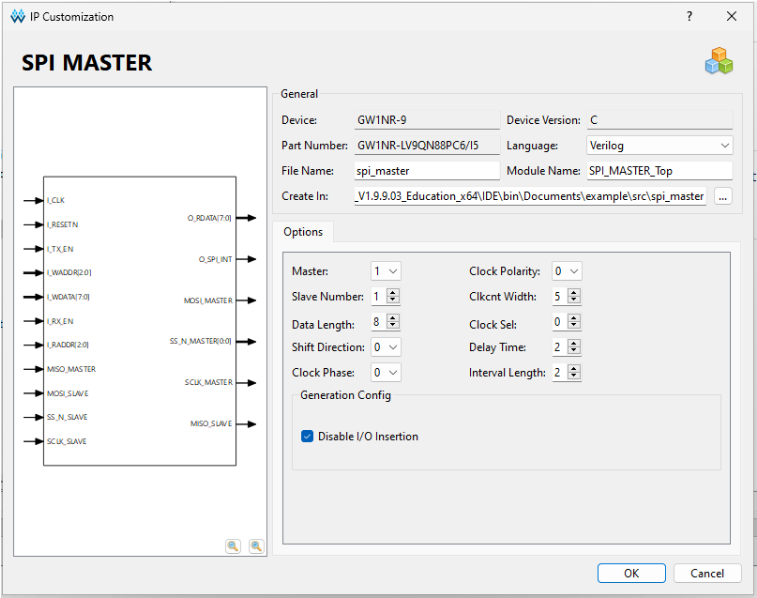 IP Customization
SPI MASTER
I_CLK
I_RESETN
I_TX_EN
I_WADDR[2:0]
I_WDATA[7:0]
I_RX_EN
I_RADDR[2:0]
MISO_MASTER
MOSI_SLAVE
SS_N_SLAVE
SCLK_SLAVE
O_RDATA[7:0]
O_SPI_INT
MOSI_MASTER
SS_N_MASTER[0:0]
SCLK_MASTER
MISO_SLAVE
General
Device: GW1NR-9 Device Version: C
Part Number: GW1NR-LV9QN88PC6/I5 Language: Verilog
File Name: spi_master Module Name: SPI_MASTER_Top
Create In: _V1.9.9.03_Education_x64\IDE\bin\Documents\example\src\spi_master ...
Options
Master: 1 Clock Polarity: 0
Slave Number: 1 Clkcnt Width: 5
Data Length: 8 Clock Sel: 0
Shift Direction: 0 Delay Time: 2
Clock Phase: 0 Interval Length: 2
Generation Config
Disable I/O Insertion
OK Cancel